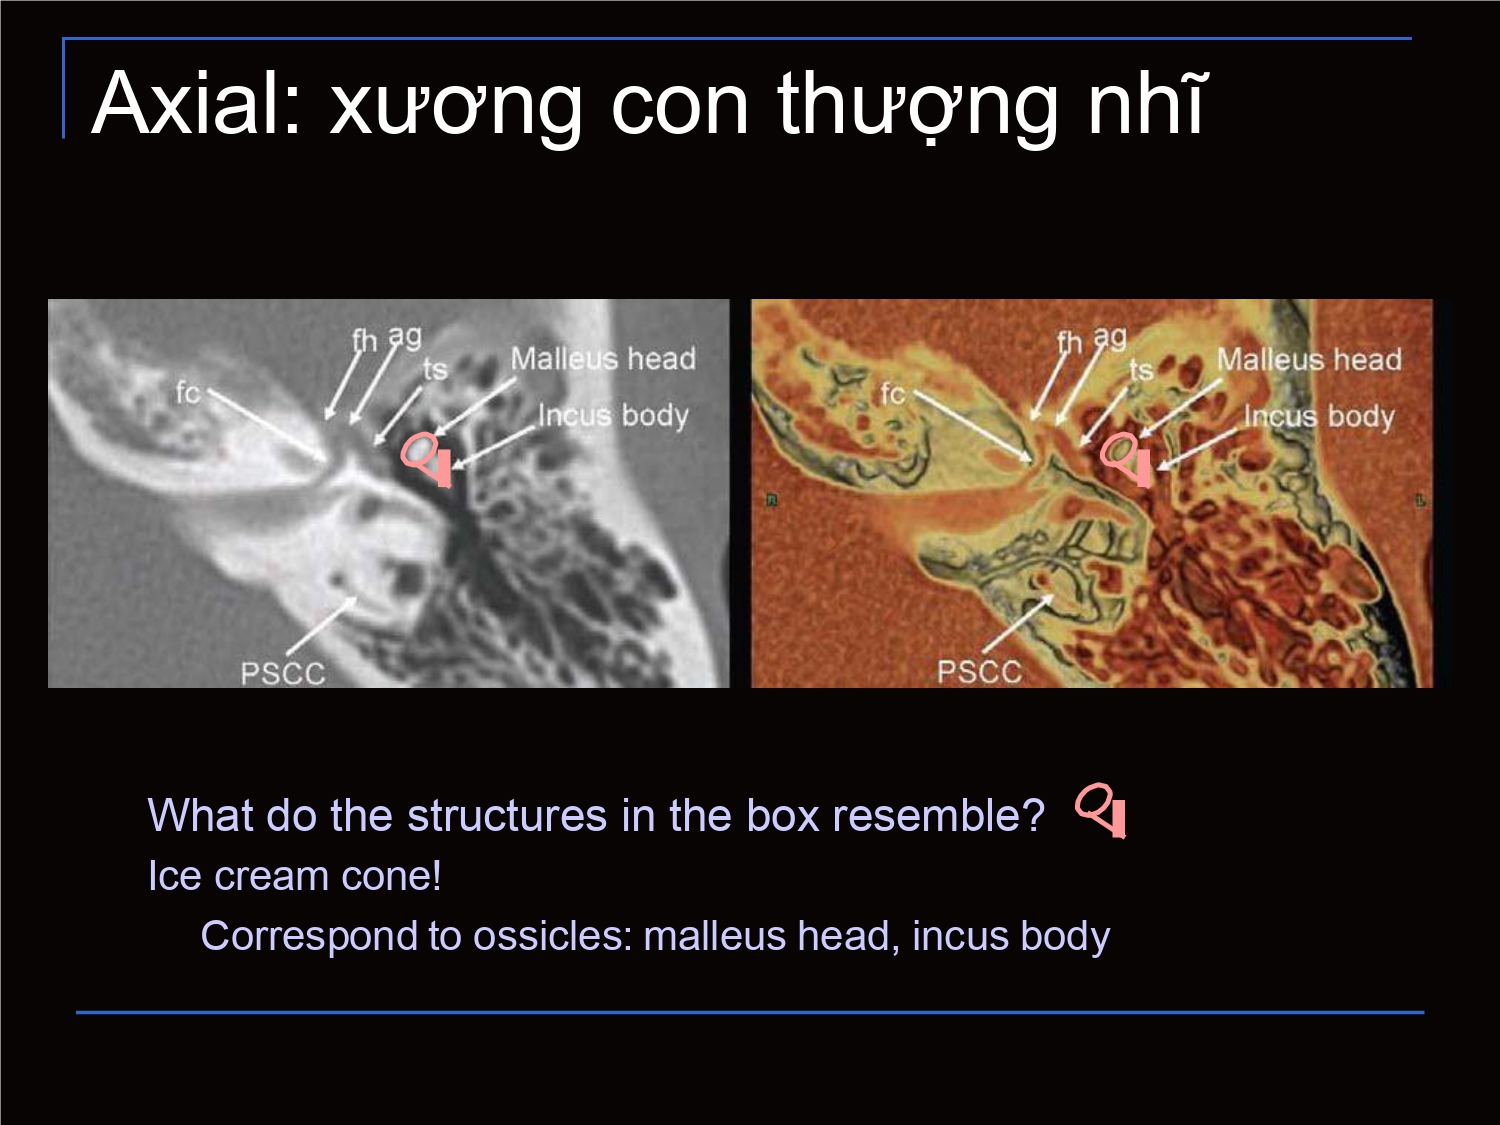 Axial: xương con thượng nhĩ
fh ag
ts
Malleus head
fc
Incus body
PSCC
fh ag
ts
Malleus head
fc
Incus body
R
L
PSCC
What do the structures in the box resemble?
Ice cream cone!
Correspond to ossicles: malleus head, incus body